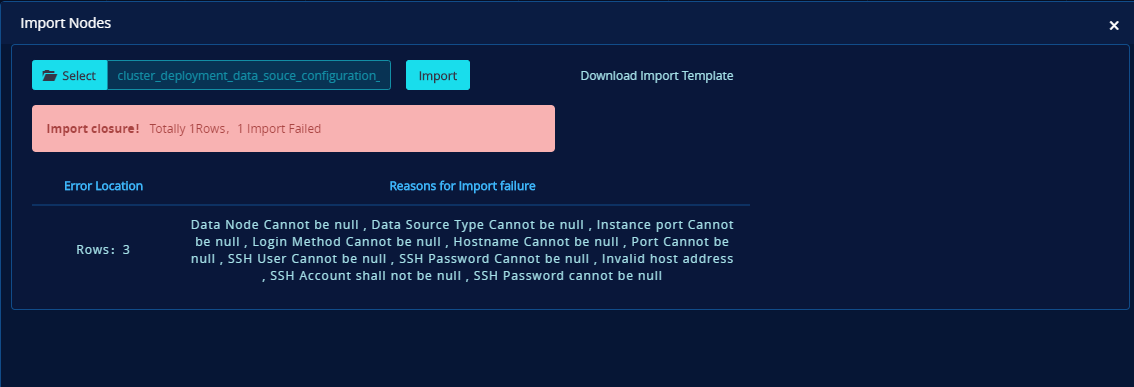 Import Nodes
×
Select cluster_deployment_data_souce_configuration_ Import Download Import Template
Import closure! Totally 1Rows, 1 Import Failed
Error Location Reasons for Import failure
Data Node Cannot be null , Data Source Type Cannot be null , Instance port Cannot
be null , Login Method Cannot be null , Hostname Cannot be null , Port Cannot be
Rows: 3
null , SSH User Cannot be null , SSH Password Cannot be null , Invalid host address
, SSH Account shall not be null , SSH Password cannot be null